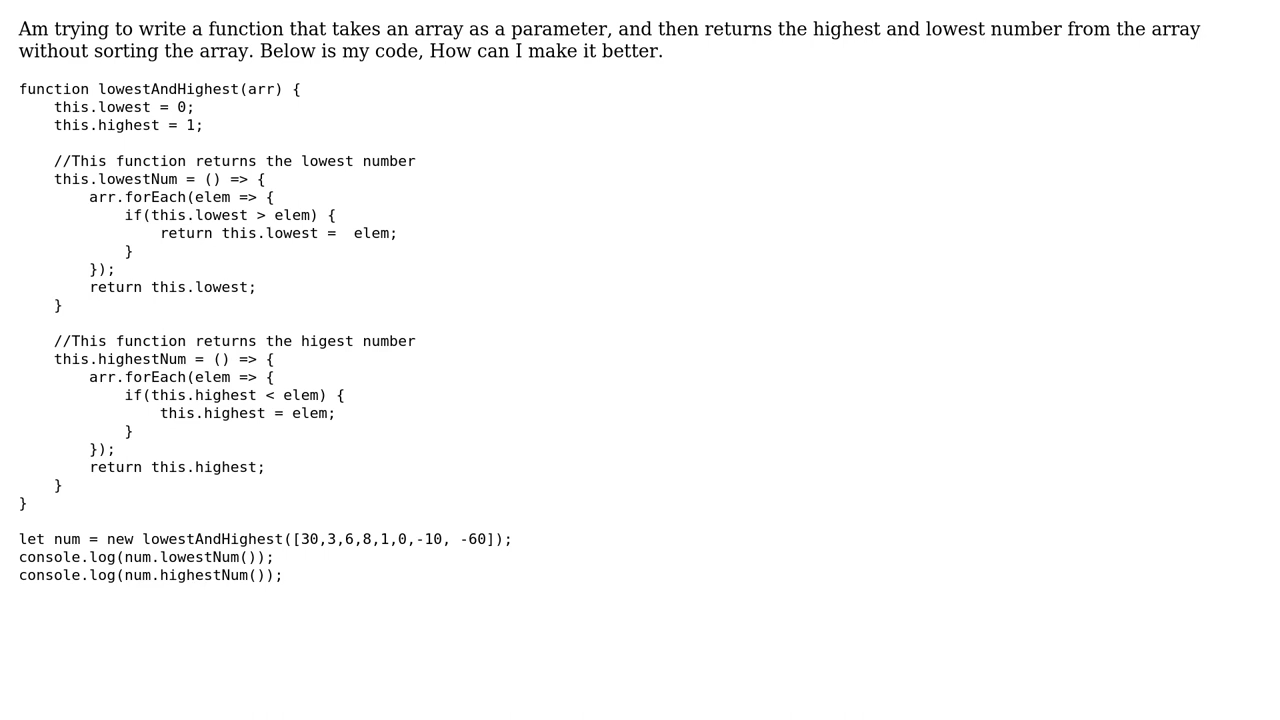 Am trying to write a function that takes an array as a parameter, and then returns the highest and lowest number from the array
without sorting the array. Below is my code, How can I make it better.
function lowestAndHighest(arr) {
    this.lowest = 0;
    this.highest = 1;
    //This function returns the lowest number
    this.lowestNum = () => {
        arr.forEach(elem => {
            if(this.lowest > elem) {
                return this.lowest =  elem;
            }
        });
        return this.lowest;
    }
    //This function returns the higest number
    this.highestNum = () => {
        arr.forEach(elem => {
            if(this.highest < elem) {
                this.highest = elem;
            }
        });
        return this.highest;
    }
}
let num = new lowestAndHighest([30,3,6,8,1,0,-10, -60]);
console.log(num.lowestNum());
console.log(num.highestNum());